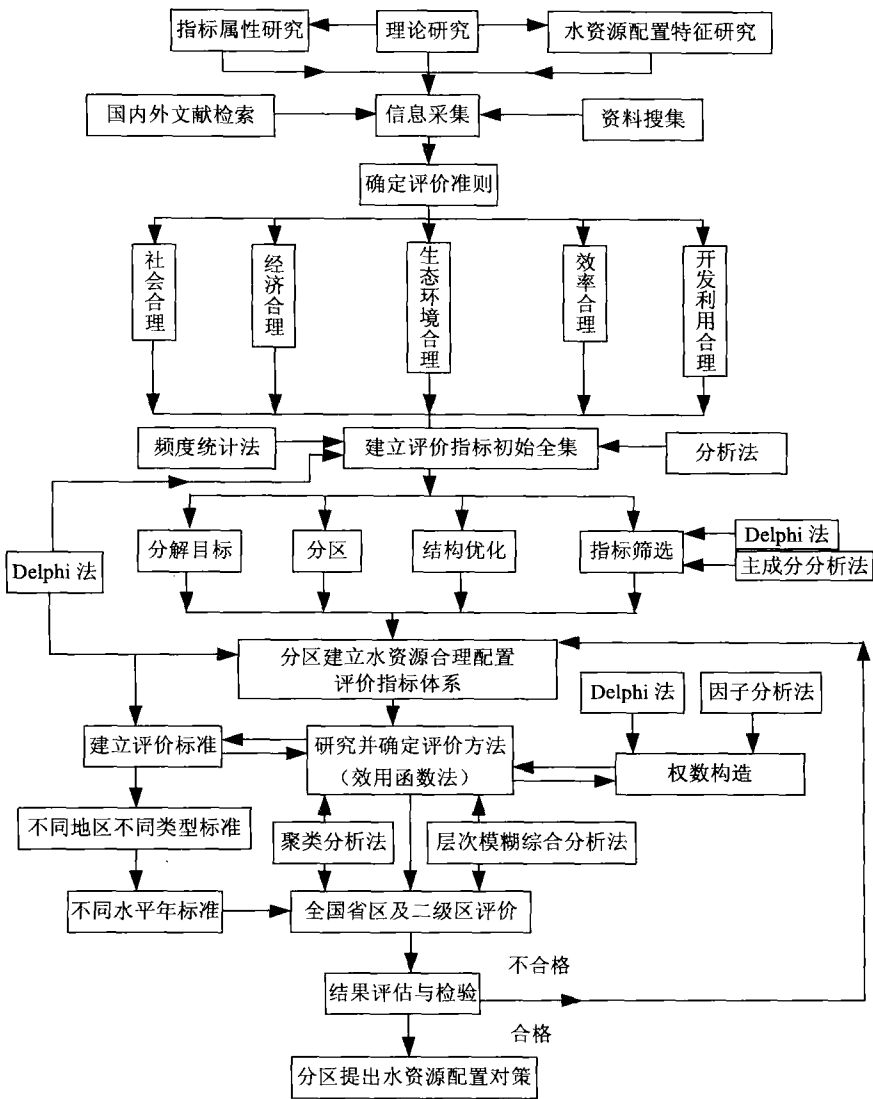 指标属性研究
理论研究
水资源配置特征研究
国内外文献检索
信息采集
资料搜集
确定评价准则
社会合理
经济合理
生态环境合理
效率合理
开发利用合理
频度统计法
建立评价指标初始全集
分析法
分解目标
分区
结构优化
指标筛选
Delphi 法
主成分分析法
Delphi 法
分区建立水资源合理配置
评价指标体系
Delphi 法
因子分析法
建立评价标准
研究并确定评价方法
（效用函数法）
权数构造
不同地区不同类型标准
聚类分析法
层次模糊综合分析法
不同水平年标准
全国省区及二级区评价
不合格
结果评估与检验
合格
分区提出水资源配置对策